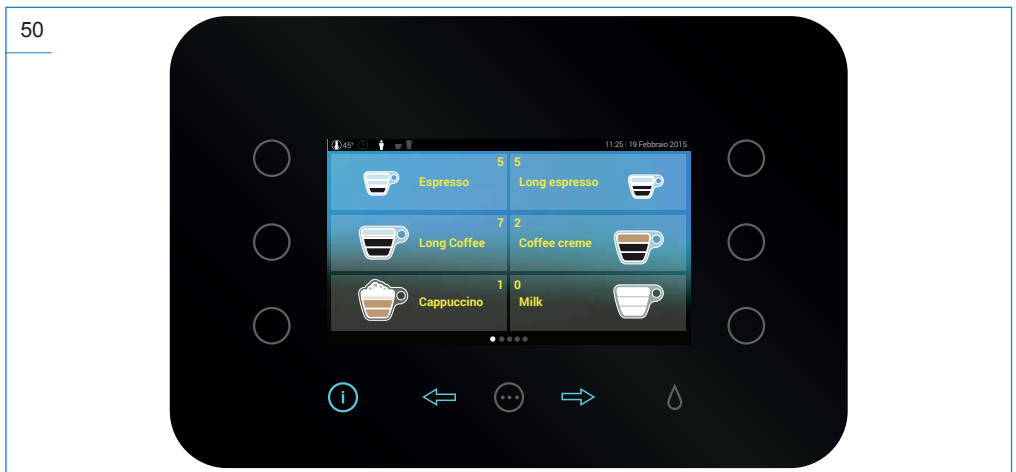 50
45° 11:25 | 19 Febbraio 2015
5 5
Espresso Long espresso
7 2
Long Coffee Coffee creme
1 0
Cappuccino Milk
i